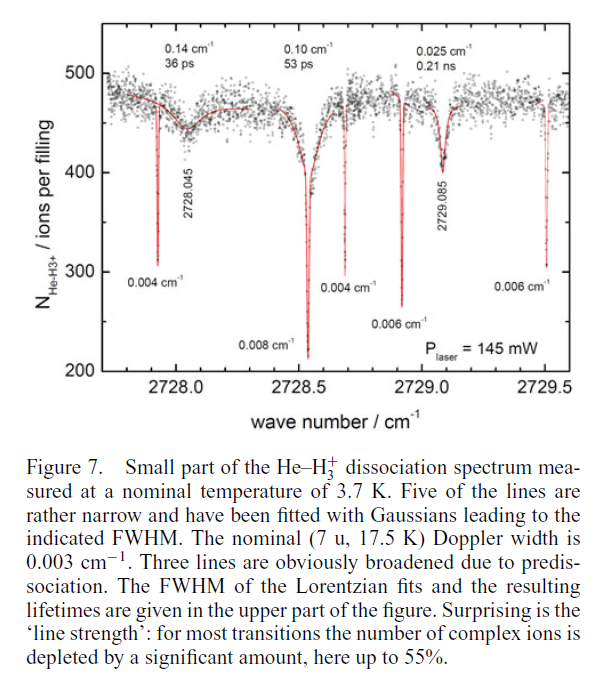 0.14 cm⁻¹
36 ps
0.10 cm⁻¹
53 ps
0.025 cm⁻¹
0.21 ns
500
400
300
200
N He-H3+ / ions per filling
2728.045
2729.085
0.004 cm⁻¹
0.008 cm⁻¹
0.004 cm⁻¹
0.006 cm⁻¹
0.006 cm⁻¹
P laser = 145 mW
2728.0
2728.5
2729.0
2729.5
wave number / cm⁻¹
Figure 7. Small part of the He–H₃⁺ dissociation spectrum mea-
sured at a nominal temperature of 3.7 K. Five of the lines are
rather narrow and have been fitted with Gaussians leading to the
indicated FWHM. The nominal (7 u, 17.5 K) Doppler width is
0.003 cm⁻¹. Three lines are obviously broadened due to predis-
sociation. The FWHM of the Lorentzian fits and the resulting
lifetimes are given in the upper part of the figure. Surprising is the
‘line strength’: for most transitions the number of complex ions is
depleted by a significant amount, here up to 55%.